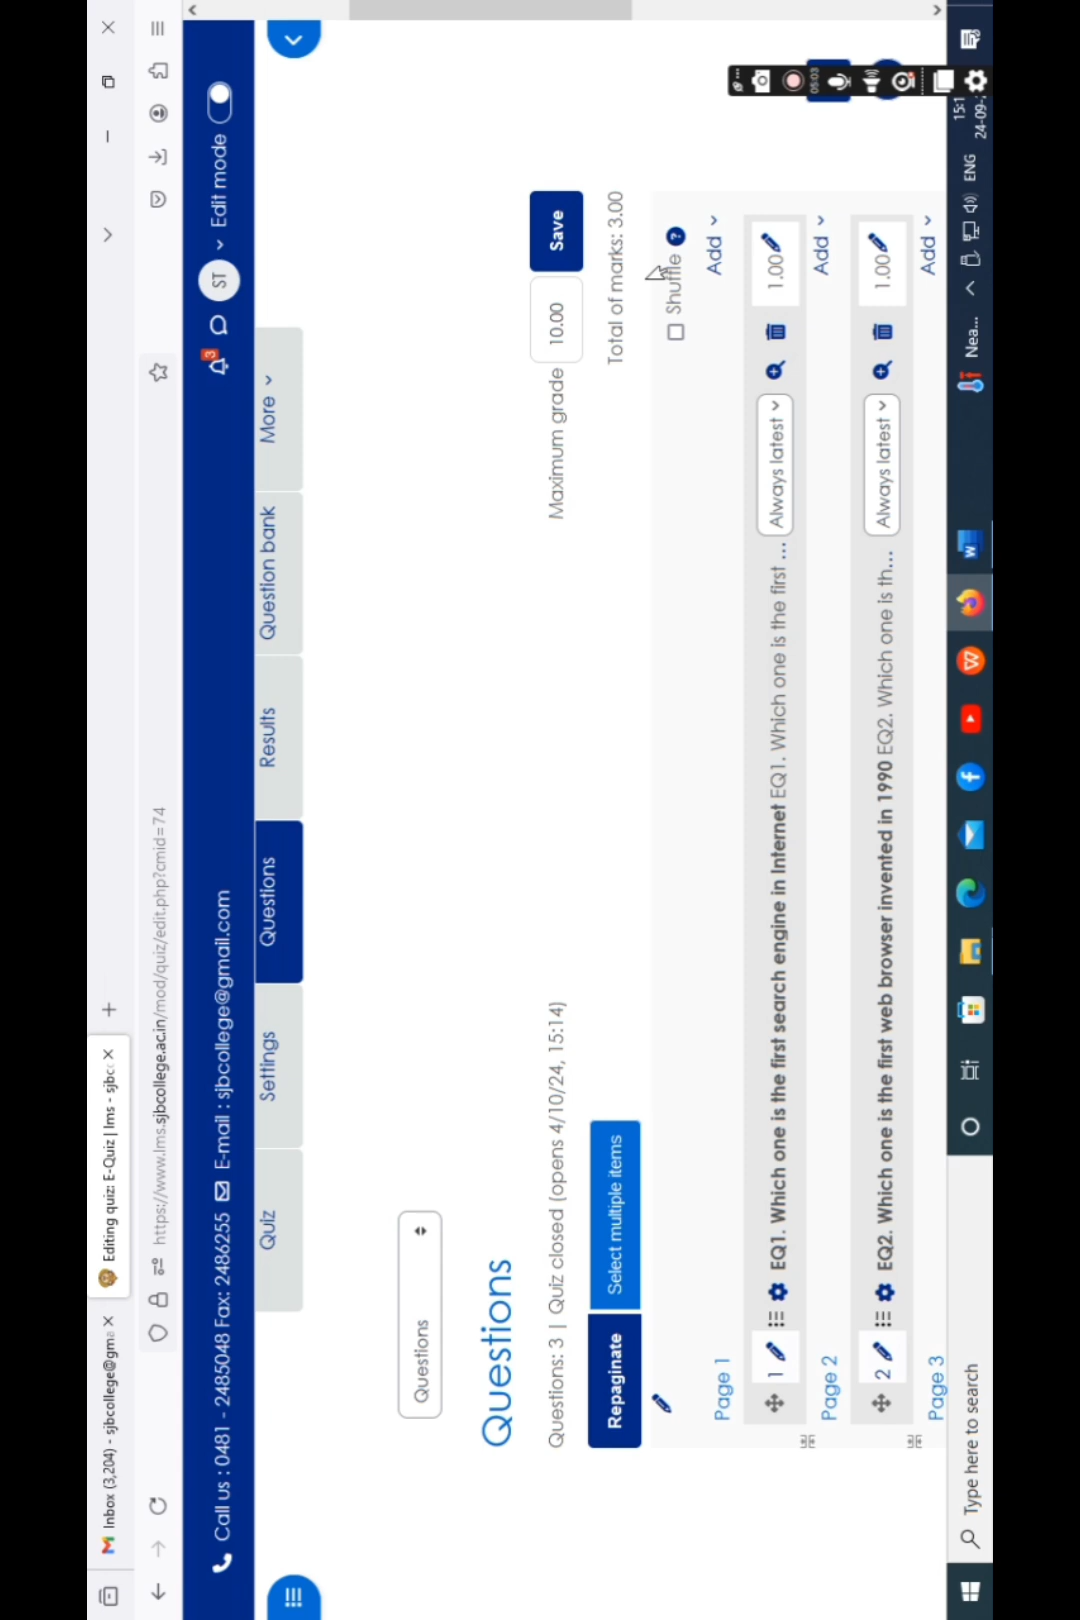 Inbox (3,204) - sjbcollege@gma
Editing quiz: E-Quiz | lms - sjbc
https://www.lms.sjbcollege.ac.in/mod/quiz/edit.php?cmid=74
Call us : 0481 - 2485048 Fax: 2486255 E-mail : sjbcollege@gmail.com
3 ST Edit mode
Quiz Settings Questions Results Question bank More
Questions
Questions
Maximum grade 10.00 Save
Questions: 3 | Quiz closed (opens 4/10/24, 15:14)
Repaginate Select multiple items Total of marks: 3.00
Shuffle
Page 1 Add
1 EQ1. Which one is the first search engine in Internet EQ1. Which one is the first ... Always latest 1.00
Page 2 Add
2 EQ2. Which one is the first web browser invented in 1990 EQ2. Which one is th... Always latest 1.00
Page 3 Add
05:03
Type here to search Nea... ENG 15:1
24-09-